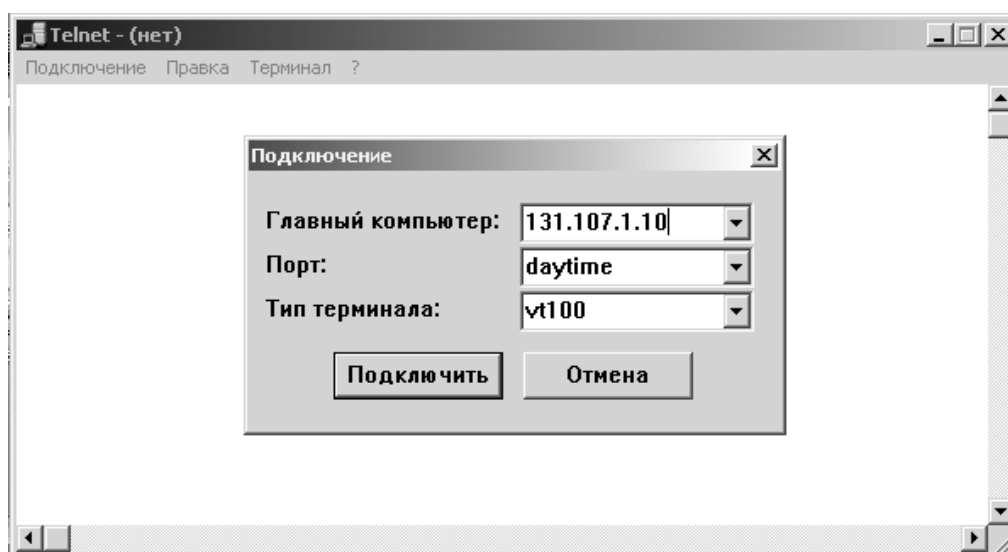 Telnet - (нет)
Подключение Правка Терминал ?
Подключение
Главный компьютер: 131.107.1.10
Порт: daytime
Тип терминала: vt100
Подключить Отмена